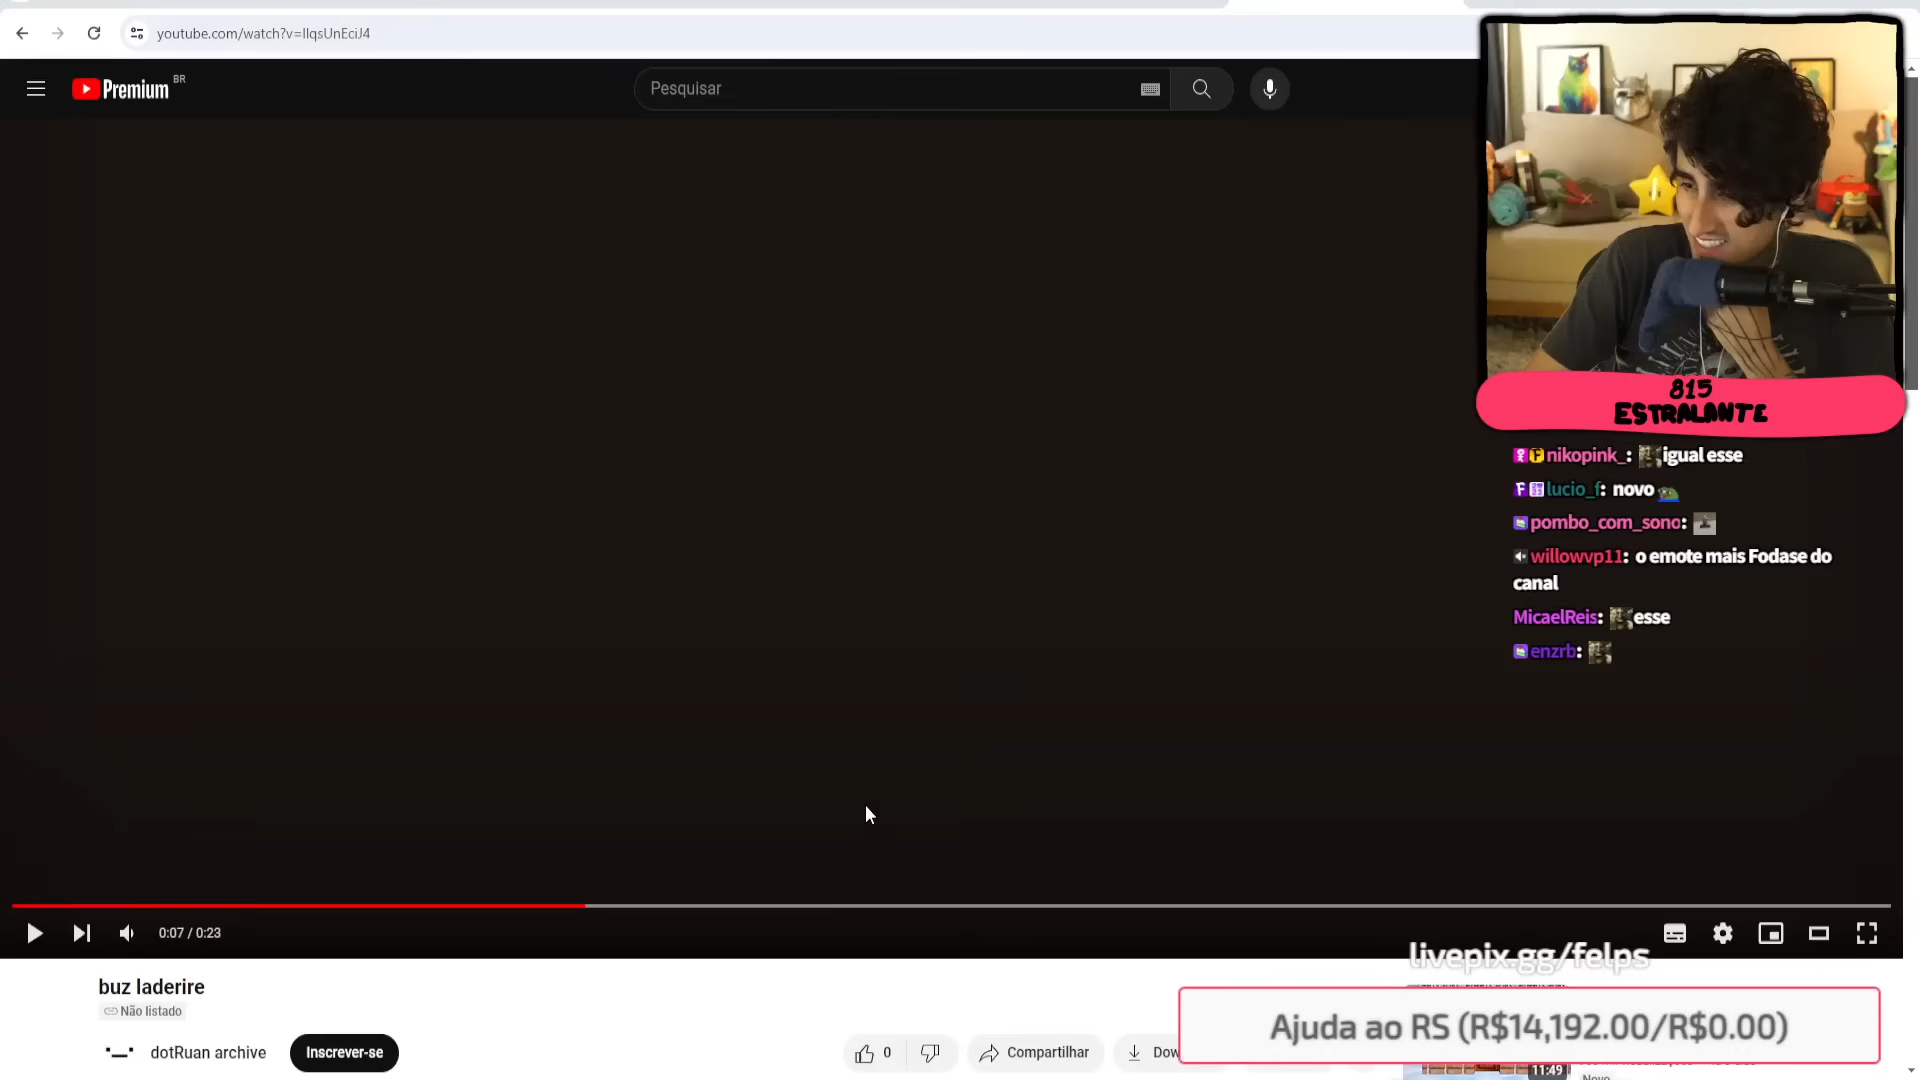 youtube.com/watch?v=IIqsUnEciJ4
Premium BR
Pesquisar
815
ESTRALANTE
nikopink_: igual esse
lucio_f: novo
pombo_com_sono:
willowvp11: o emote mais Fodase do
canal
MicaelReis: esse
enzrb:
0:07 / 0:23
livepix.gg/felps
buz laderire
Não listado
Ajuda ao RS (R$14,192.00/R$0.00)
dotRuan archive
Inscrever-se
0
Compartilhar
Dow
11:49
Novo